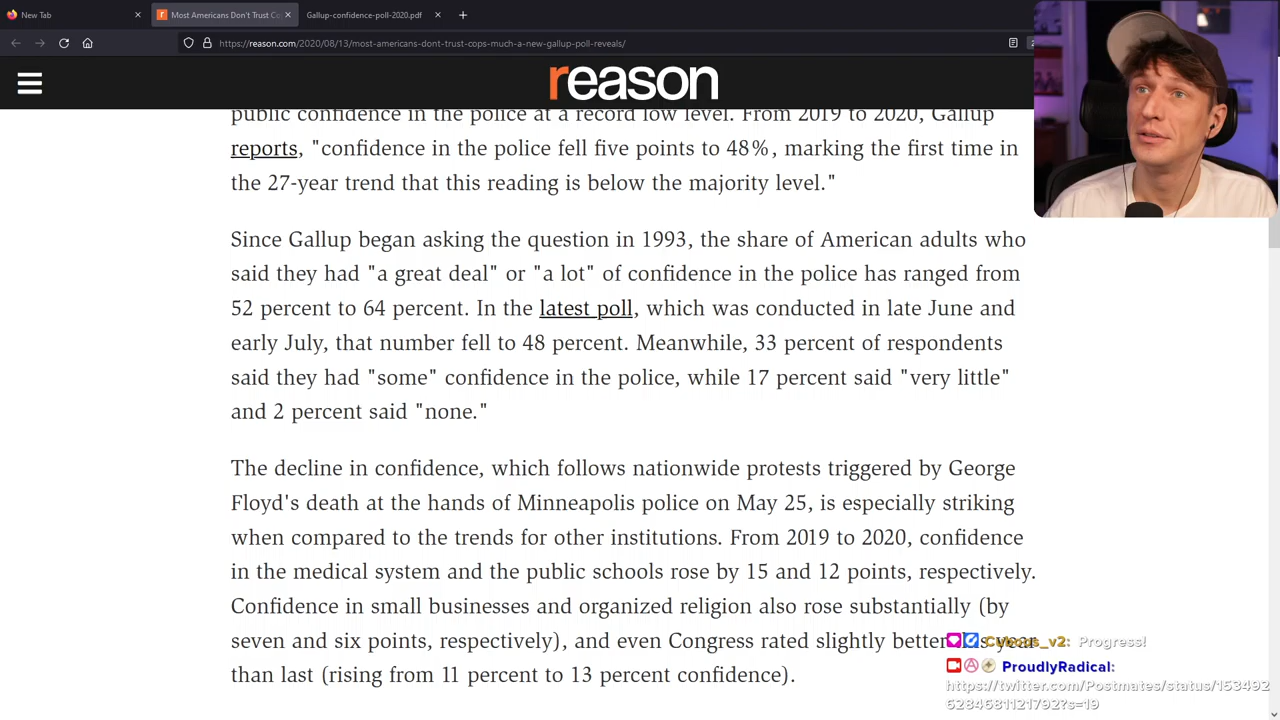 New Tab
Most Americans Don't Trust Co
Gallup-confidence-poll-2020.pdf
https://reason.com/2020/08/13/most-americans-dont-trust-cops-much-a-new-gallup-poll-reveals/
reason
public confidence in the police at a record low level. From 2019 to 2020, Gallup
reports, "confidence in the police fell five points to 48%, marking the first time in
the 27-year trend that this reading is below the majority level."
Since Gallup began asking the question in 1993, the share of American adults who
said they had "a great deal" or "a lot" of confidence in the police has ranged from
52 percent to 64 percent. In the latest poll, which was conducted in late June and
early July, that number fell to 48 percent. Meanwhile, 33 percent of respondents
said they had "some" confidence in the police, while 17 percent said "very little"
and 2 percent said "none."
The decline in confidence, which follows nationwide protests triggered by George
Floyd's death at the hands of Minneapolis police on May 25, is especially striking
when compared to the trends for other institutions. From 2019 to 2020, confidence
in the medical system and the public schools rose by 15 and 12 points, respectively.
Confidence in small businesses and organized religion also rose substantially (by
seven and six points, respectively), and even Congress rated slightly better
than last (rising from 11 percent to 13 percent confidence).
Progress!
ProudlyRadical:
https://twitter.com/Postmates/status/153492
6284681121792?s=19